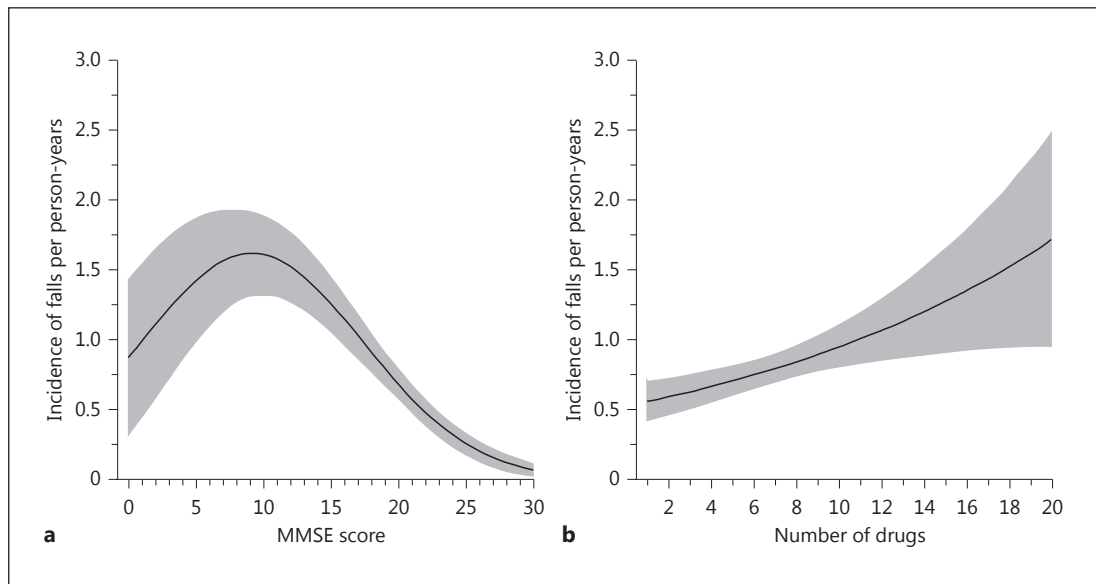 3.0
2.5
2.0
1.5
1.0
0.5
0
Incidence of falls per person-years
0 5 10 15 20 25 30
MMSE score
a
3.0
2.5
2.0
1.5
1.0
0.5
0
Incidence of falls per person-years
2 4 6 8 10 12 14 16 18 20
Number of drugs
b